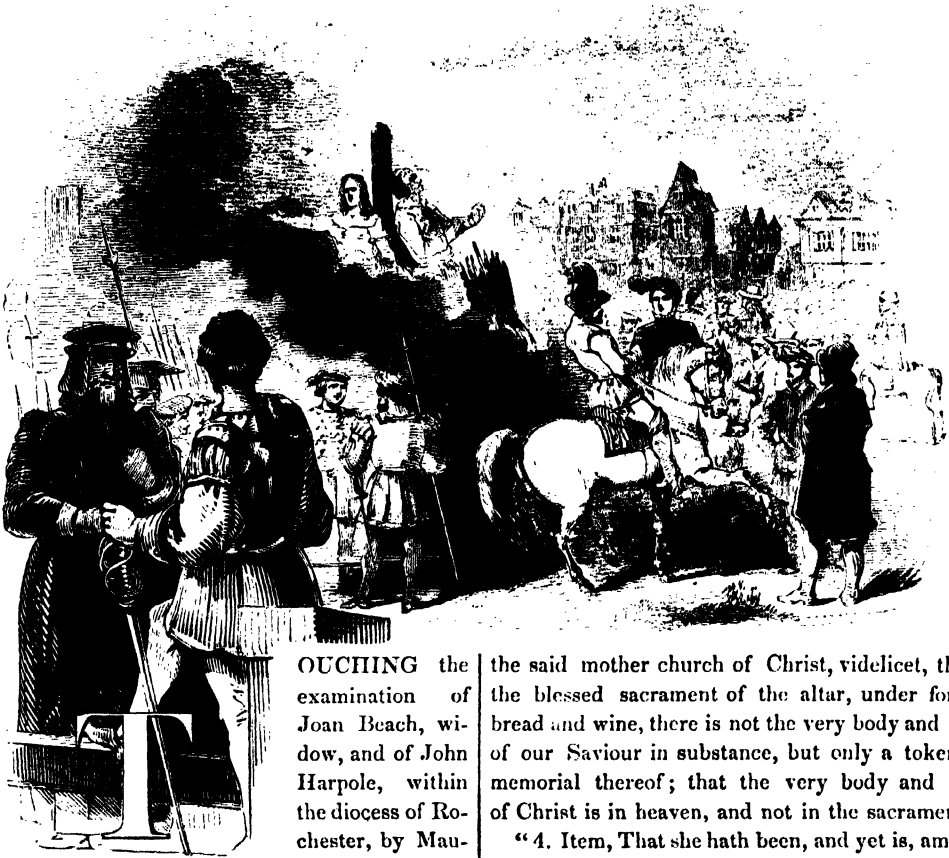 TOUCHING the
examination of
Joan Beach, wi-
dow, and of John
Harpole, within
the diocese of Ro-
chester, by Mau-
the said mother church of Christ, videlicet,
the blessed sacrament of the altar, under
bread and wine, there is not the very body and
of our Saviour in substance, but only a
memorial thereof; that the very body and
of Christ is in heaven, and not in the
"4. Item, That she hath been, and yet is,